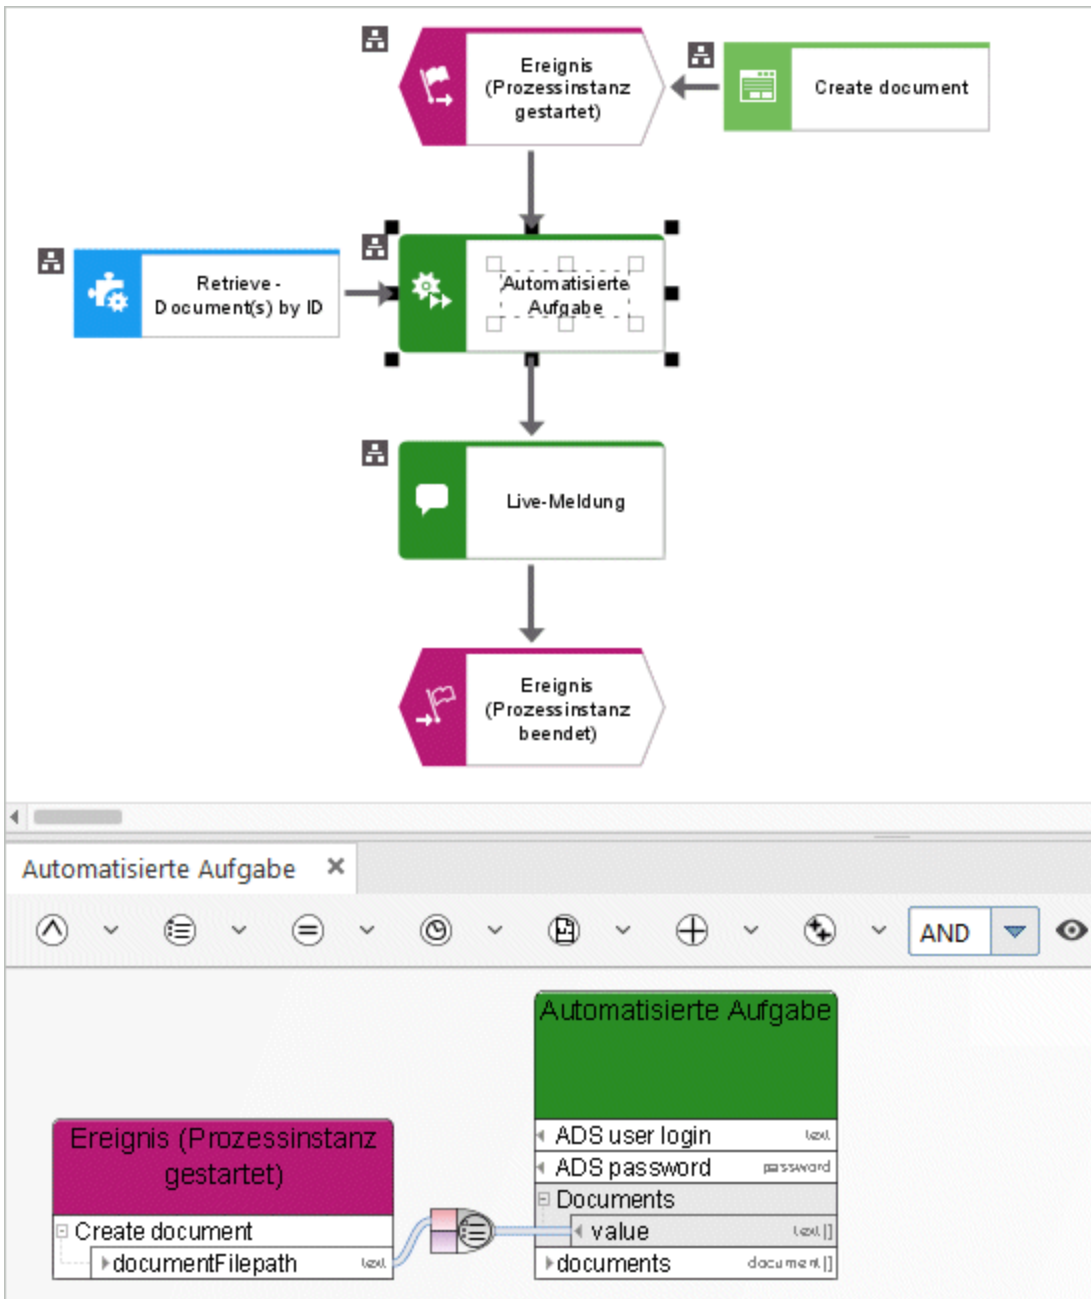 Ereignis
(Prozessinstanz
gestartet)
Create document
Retrieve -
Document(s) by ID
Automatisierte
Aufgabe
Live-Meldung
Ereignis
(Prozessinstanz
beendet)
Automatisierte Aufgabe
AND
Automatisierte Aufgabe
ADS user login text
ADS password password
Documents
value text[]
documents document[]
Ereignis (Prozessinstanz
gestartet)
Create document
documentFilepath text